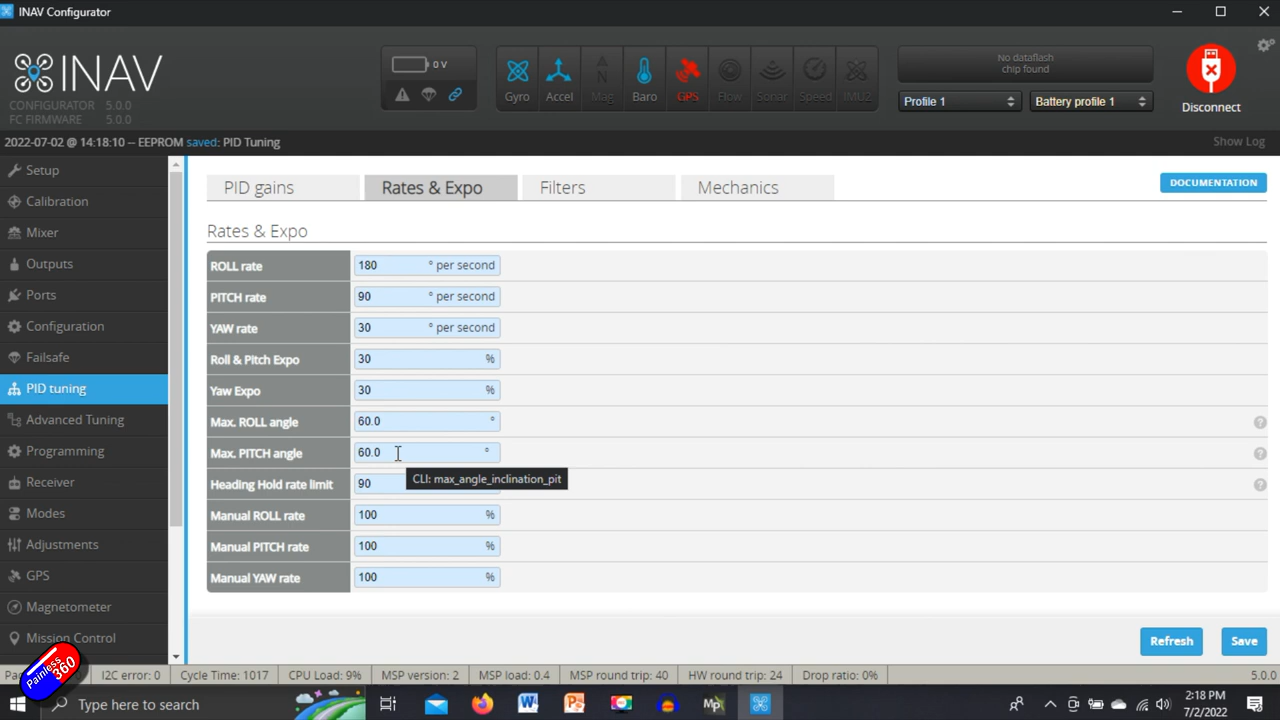 INAV Configurator
INAV
CONFIGURATOR 5.0.0
FC FIRMWARE 5.0.0
0 V
Gyro
Accel
Mag
Baro
GPS
Flow
Sonar
Speed
IMU2
No dataflash
chip found
Profile 1
Battery profile 1
Disconnect
2022-07-02 @ 14:18:10 -- EEPROM saved: PID Tuning
Show Log
Setup
Calibration
Mixer
Outputs
Ports
Configuration
Failsafe
PID tuning
Advanced Tuning
Programming
Receiver
Modes
Adjustments
GPS
Magnetometer
Mission Control
PID gains
Rates & Expo
Filters
Mechanics
DOCUMENTATION
Rates & Expo
ROLL rate 180 ° per second
PITCH rate 90 ° per second
YAW rate 30 ° per second
Roll & Pitch Expo 30 %
Yaw Expo 30 %
Max. ROLL angle 60.0 °
Max. PITCH angle 60.0 °
CLI: max_angle_inclination_pit
Heading Hold rate limit 90
Manual ROLL rate 100 %
Manual PITCH rate 100 %
Manual YAW rate 100 %
Refresh
Save
Painless360
I2C error: 0
Cycle Time: 1017
CPU Load: 9%
MSP version: 2
MSP load: 0.4
MSP round trip: 40
HW round trip: 24
Drop ratio: 0%
5.0.0
Type here to search
2:18 PM
7/2/2022